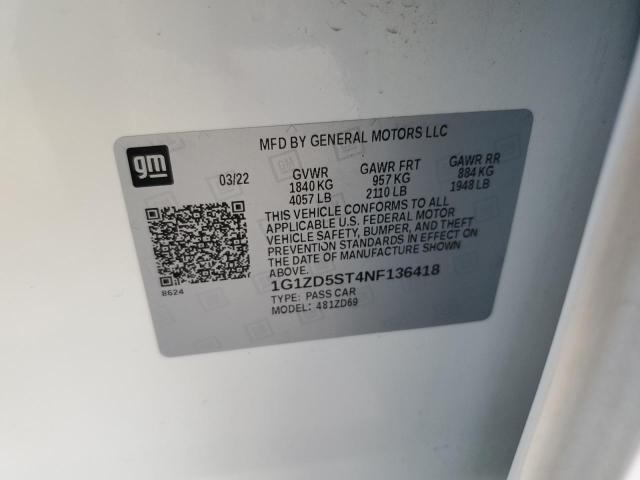 gm
MFD BY GENERAL MOTORS LLC
03/22 GVWR GAWR FRT GAWR RR
1840 KG 957 KG 884 KG
4057 LB 2110 LB 1948 LB
THIS VEHICLE CONFORMS TO ALL
APPLICABLE U.S. FEDERAL MOTOR
VEHICLE SAFETY, BUMPER, AND THEFT
PREVENTION STANDARDS IN EFFECT ON
THE DATE OF MANUFACTURE SHOWN
ABOVE.
8624
1G1ZD5ST4NF136418
TYPE: PASS CAR
MODEL: 481ZD69